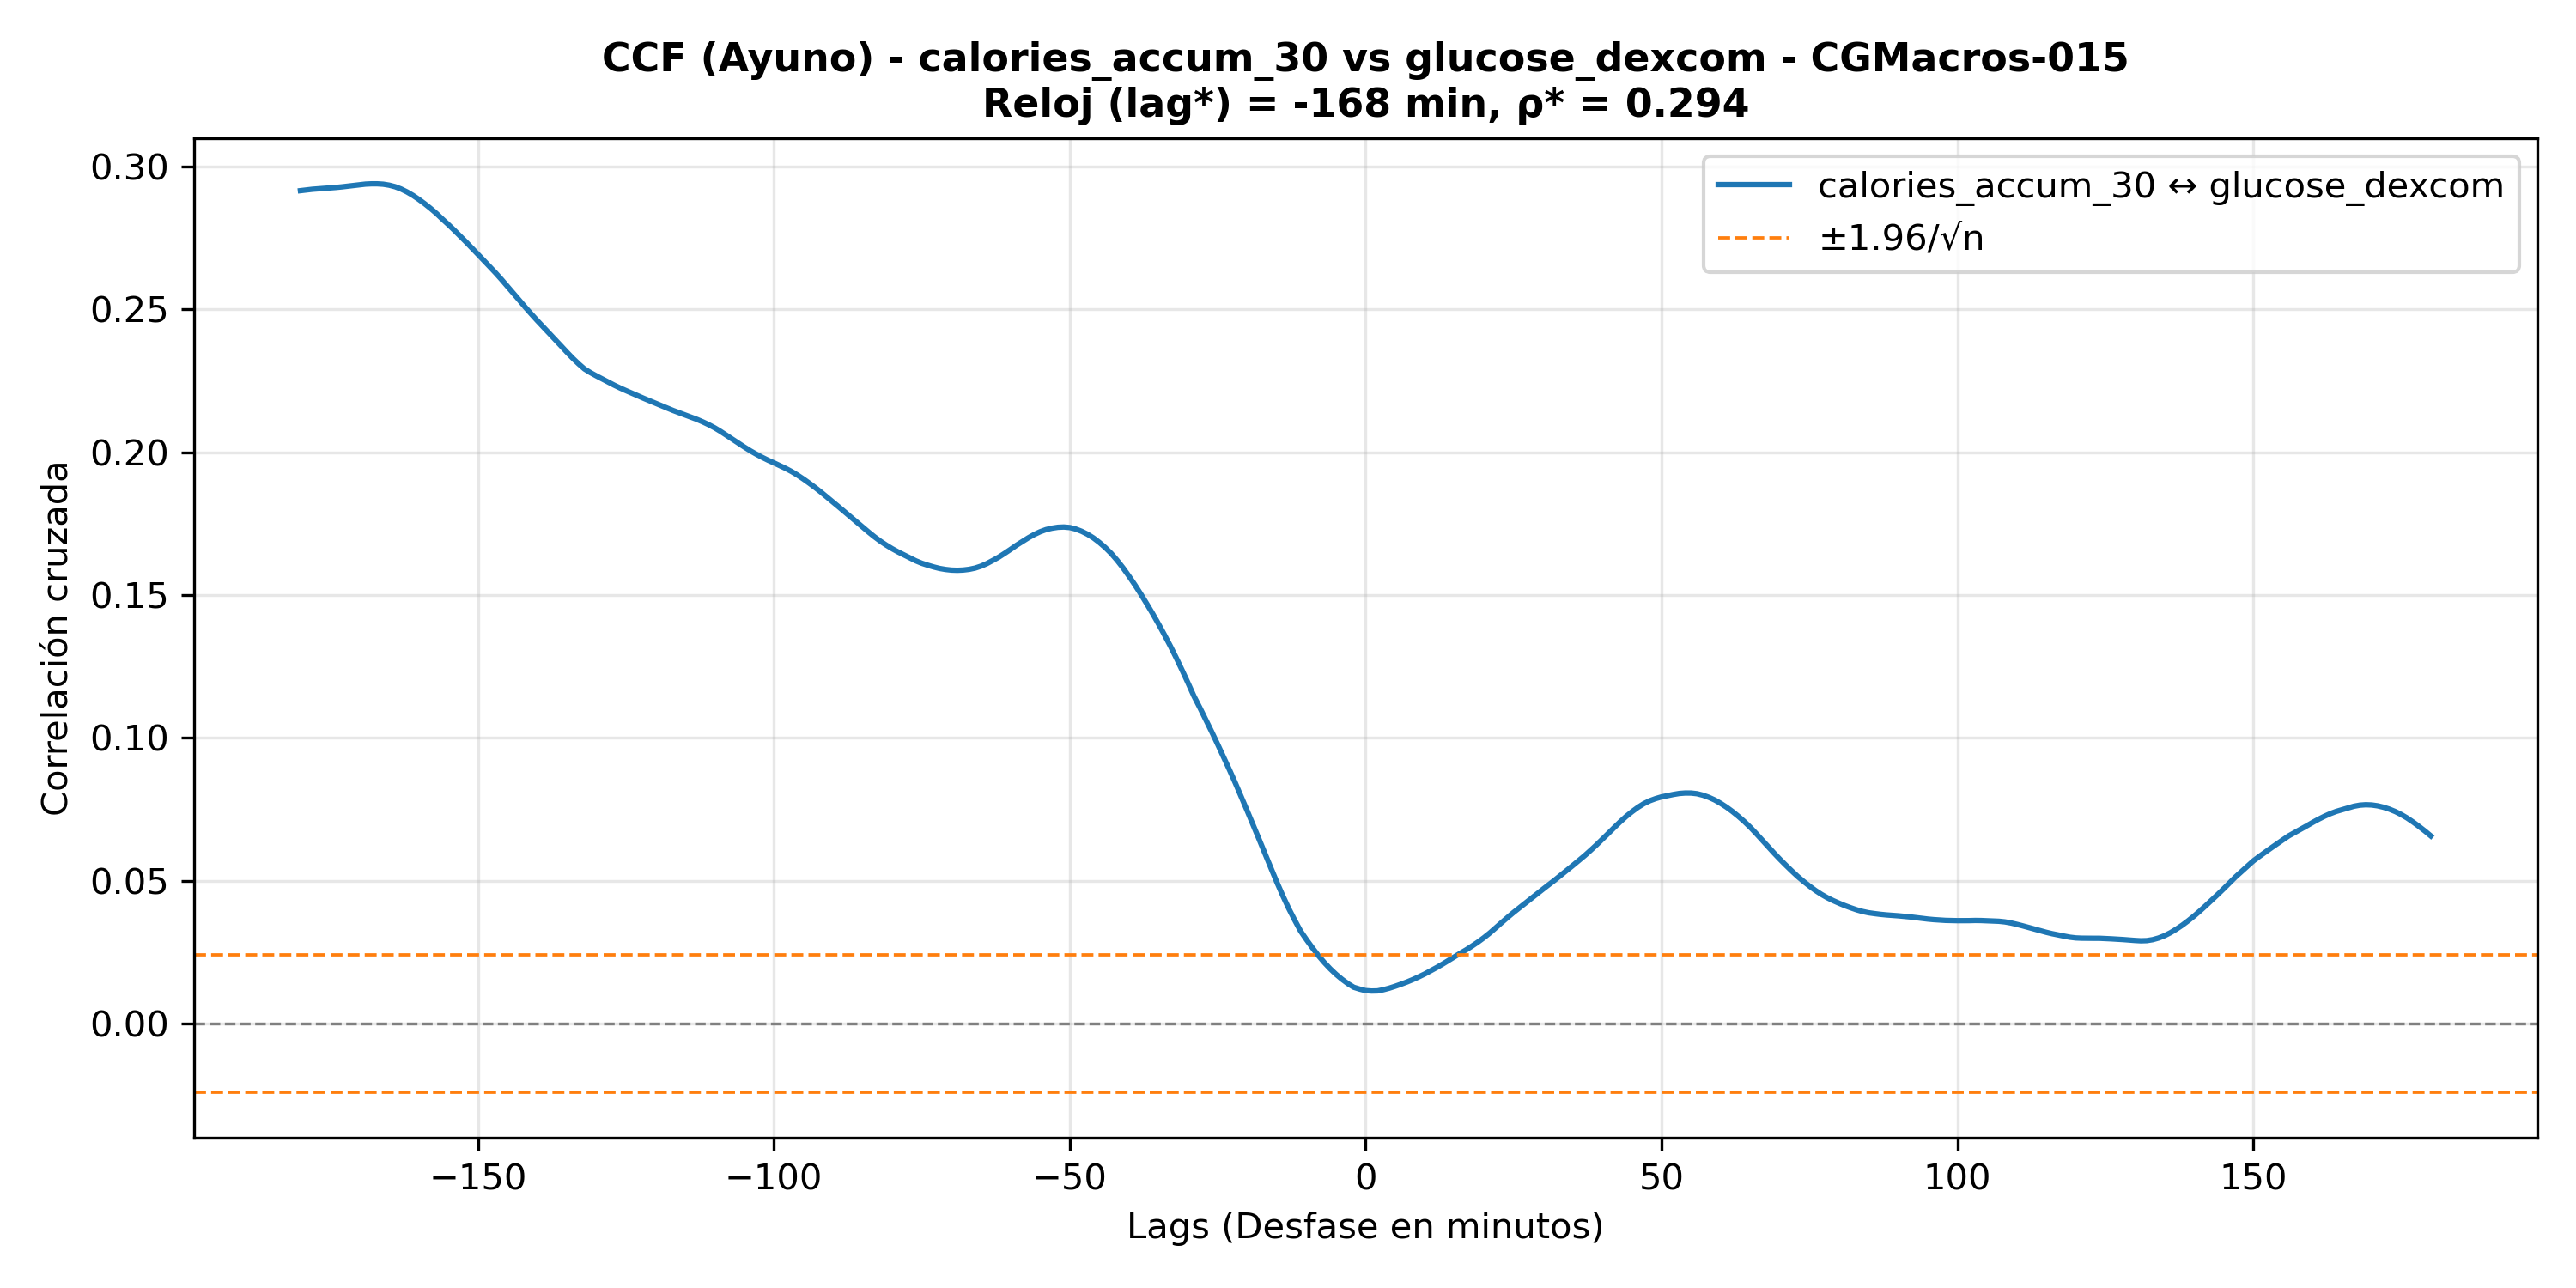 CCF (Ayuno) - calories_accum_30 vs glucose_dexcom - CGMacros-015
Reloj (lag*) = -168 min, ρ* = 0.294
calories_accum_30 ↔ glucose_dexcom
±1.96/√n
Correlación cruzada
0.30
0.25
0.20
0.15
0.10
0.05
0.00
−150
−100
−50
0
50
100
150
Lags (Desfase en minutos)